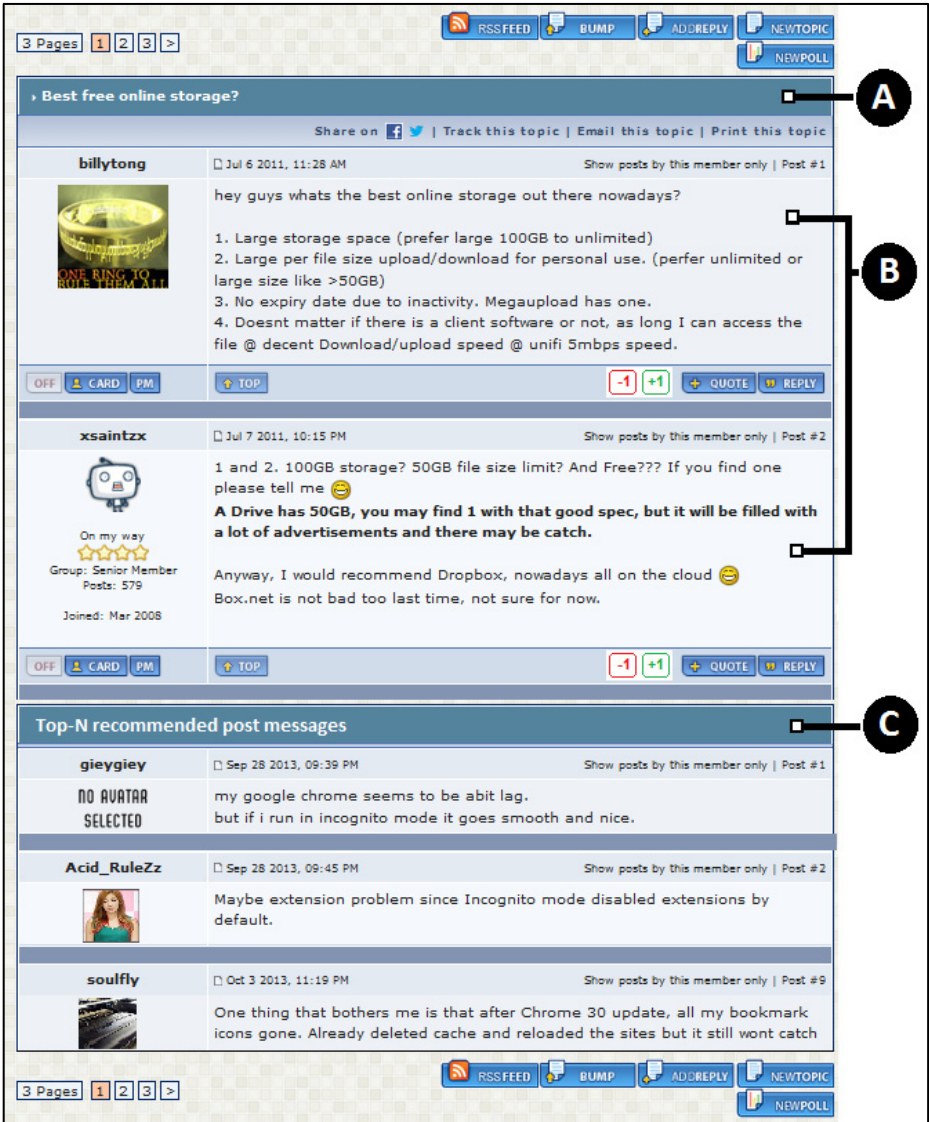 3 Pages 1 2 3 >
RSS FEED BUMP ADDREPLY NEWTOPIC
NEWPOLL
› Best free online storage?
A
Share on f | Track this topic | Email this topic | Print this topic
billytong
Jul 6 2011, 11:28 AM
Show posts by this member only | Post #1
ONE RING TO
RULE THEM ALL
hey guys whats the best online storage out there nowadays?
1. Large storage space (prefer large 100GB to unlimited)
2. Large per file size upload/download for personal use. (perfer unlimited or
large size like >50GB)
3. No expiry date due to inactivity. Megaupload has one.
4. Doesnt matter if there is a client software or not, as long I can access the
file @ decent Download/upload speed @ unifi 5mbps speed.
B
OFF CARD PM TOP -1 +1 QUOTE REPLY
xsaintzx
Jul 7 2011, 10:15 PM
Show posts by this member only | Post #2
On my way
Group: Senior Member
Posts: 579
Joined: Mar 2008
1 and 2. 100GB storage? 50GB file size limit? And Free??? If you find one
please tell me
A Drive has 50GB, you may find 1 with that good spec, but it will be filled with
a lot of advertisements and there may be catch.
Anyway, I would recommend Dropbox, nowadays all on the cloud
Box.net is not bad too last time, not sure for now.
OFF CARD PM TOP -1 +1 QUOTE REPLY
Top-N recommended post messages
C
gieygiey
Sep 28 2013, 09:39 PM
Show posts by this member only | Post #1
NO AVATAR
SELECTED
my google chrome seems to be abit lag.
but if i run in incognito mode it goes smooth and nice.
Acid_RuleZz
Sep 28 2013, 09:45 PM
Show posts by this member only | Post #2
Maybe extension problem since Incognito mode disabled extensions by
default.
soulfly
Oct 3 2013, 11:19 PM
Show posts by this member only | Post #9
One thing that bothers me is that after Chrome 30 update, all my bookmark
icons gone. Already deleted cache and reloaded the sites but it still wont catch
3 Pages 1 2 3 >
RSS FEED BUMP ADDREPLY NEWTOPIC
NEWPOLL